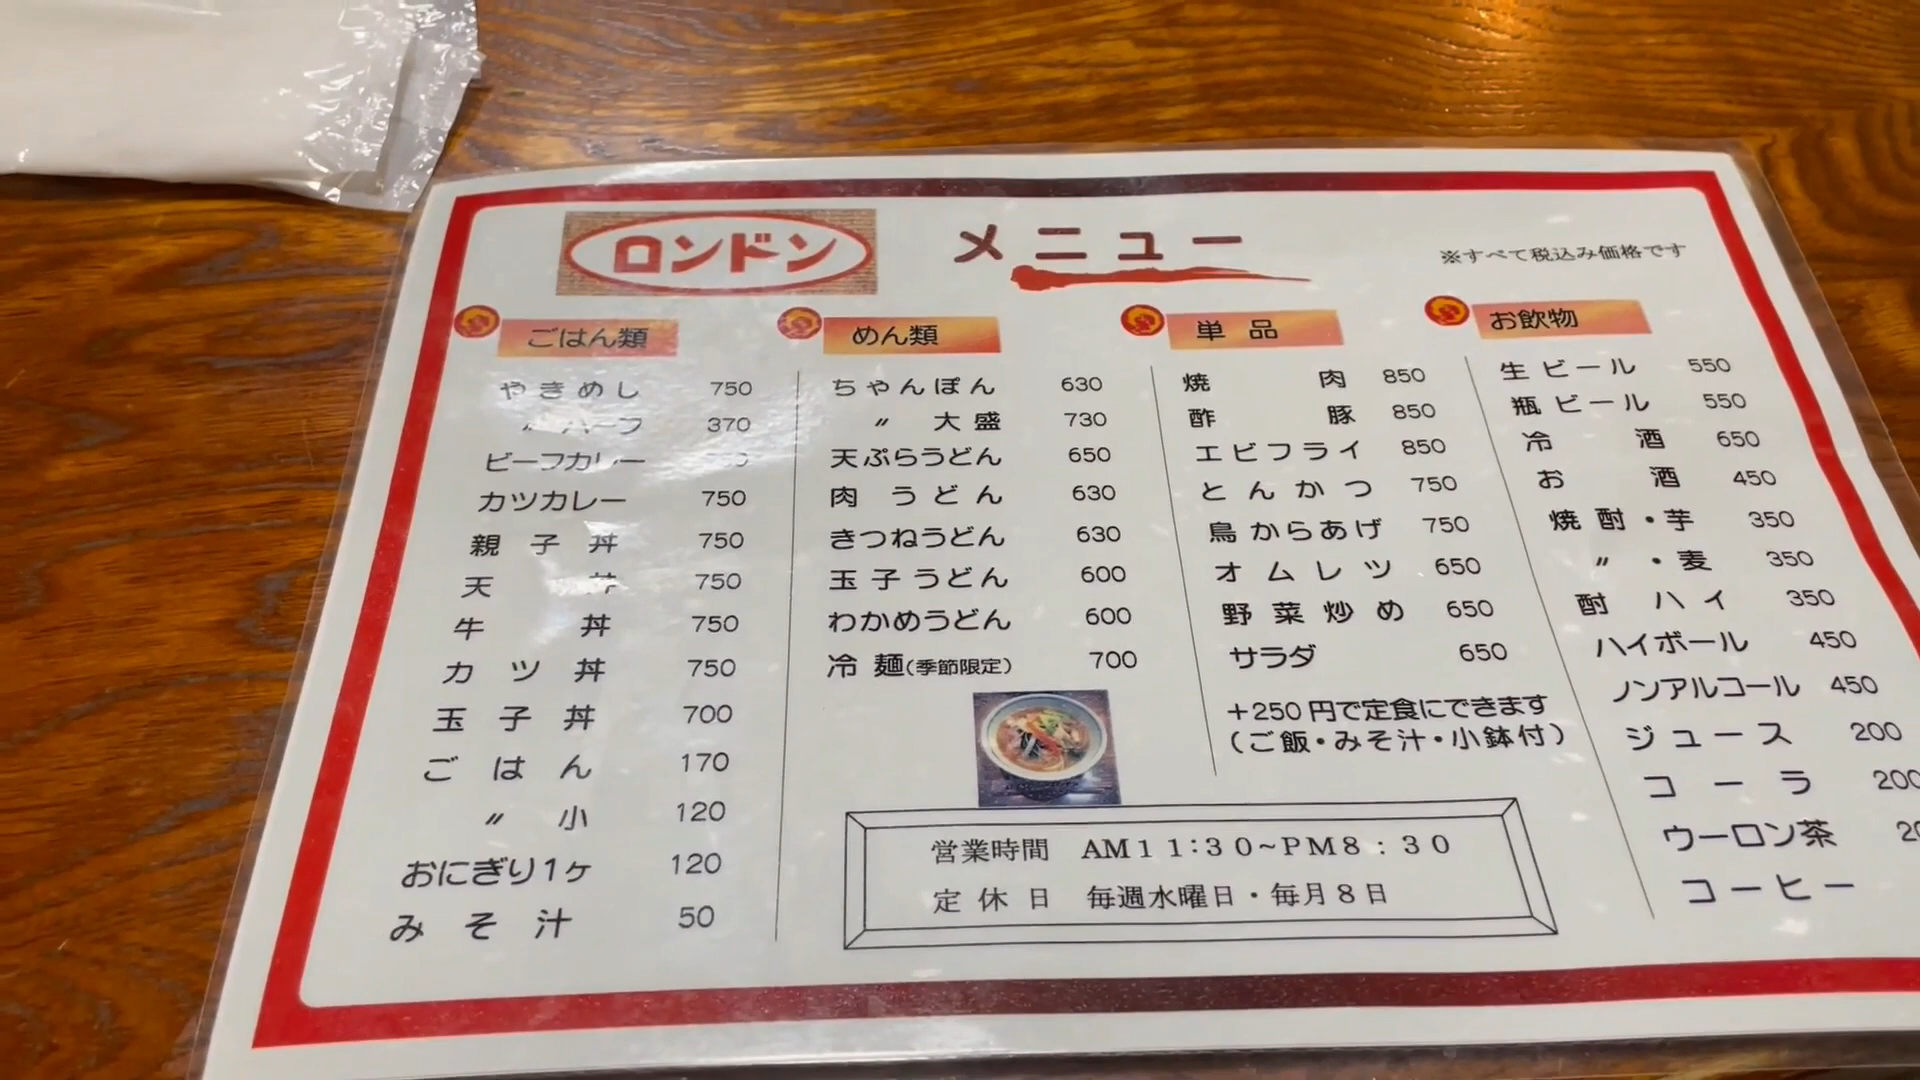 ロンドン
メニュー
※すべて税込み価格です
ごはん類
やきめし 750
〃 ハーフ 370
ビーフカレー
カツカレー 750
親子丼 750
天丼 750
牛丼 750
カツ丼 750
玉子丼 700
ごはん 170
〃 小 120
おにぎり1ヶ 120
みそ汁 50
めん類
ちゃんぽん 630
〃 大盛 730
天ぷらうどん 650
肉うどん 630
きつねうどん 630
玉子うどん 600
わかめうどん 600
冷麺(季節限定) 700
単品
焼肉 850
酢豚 850
エビフライ 850
とんかつ 750
鳥からあげ 750
オムレツ 650
野菜炒め 650
サラダ 650
+250円で定食にできます
(ご飯・みそ汁・小鉢付)
お飲物
生ビール 550
瓶ビール 550
冷酒 650
お酒 450
焼酎・芋 350
〃・麦 350
酎ハイ 350
ハイボール 450
ノンアルコール 450
ジュース 200
コーラ 200
ウーロン茶
コーヒー
営業時間 AM11:30~PM8:30
定休日 毎週水曜日・毎月8日